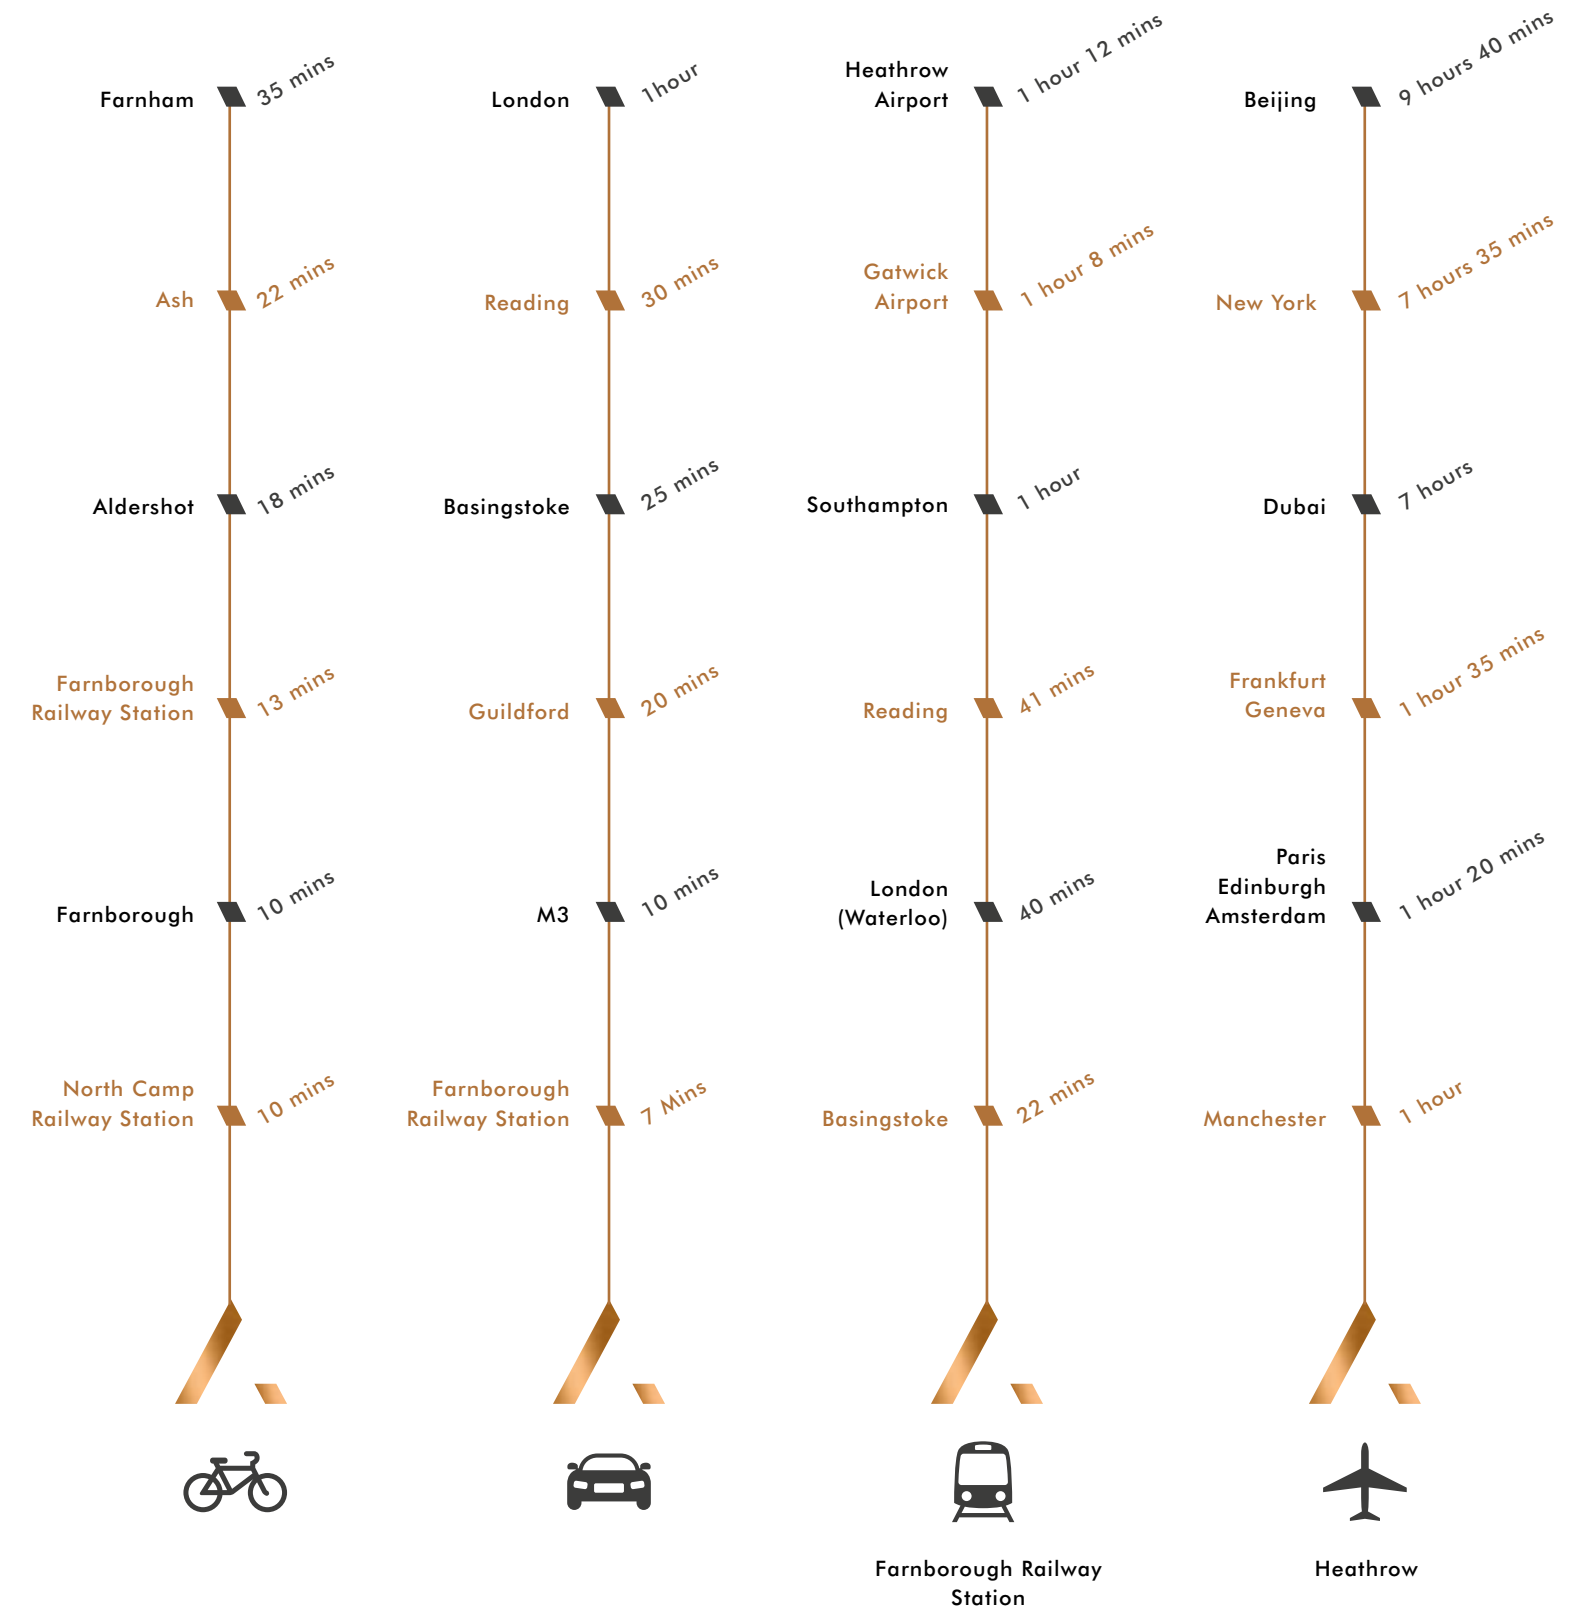 Farnham
35 mins
Ash
22 mins
Aldershot
18 mins
Farnborough
Railway Station
13 mins
Farnborough
10 mins
North Camp
Railway Station
10 mins
London
1hour
Reading
30 mins
Basingstoke
25 mins
Guildford
20 mins
M3
10 mins
Farnborough
Railway Station
7 Mins
Heathrow
Airport
1 hour 12 mins
Gatwick
Airport
1 hour 8 mins
Southampton
1 hour
Reading
41 mins
London
(Waterloo)
40 mins
Basingstoke
22 mins
Farnborough Railway
Station
Beijing
9 hours 40 mins
New York
7 hours 35 mins
Dubai
7 hours
Frankfurt
Geneva
1 hour 35 mins
Paris
Edinburgh
Amsterdam
1 hour 20 mins
Manchester
1 hour
Heathrow